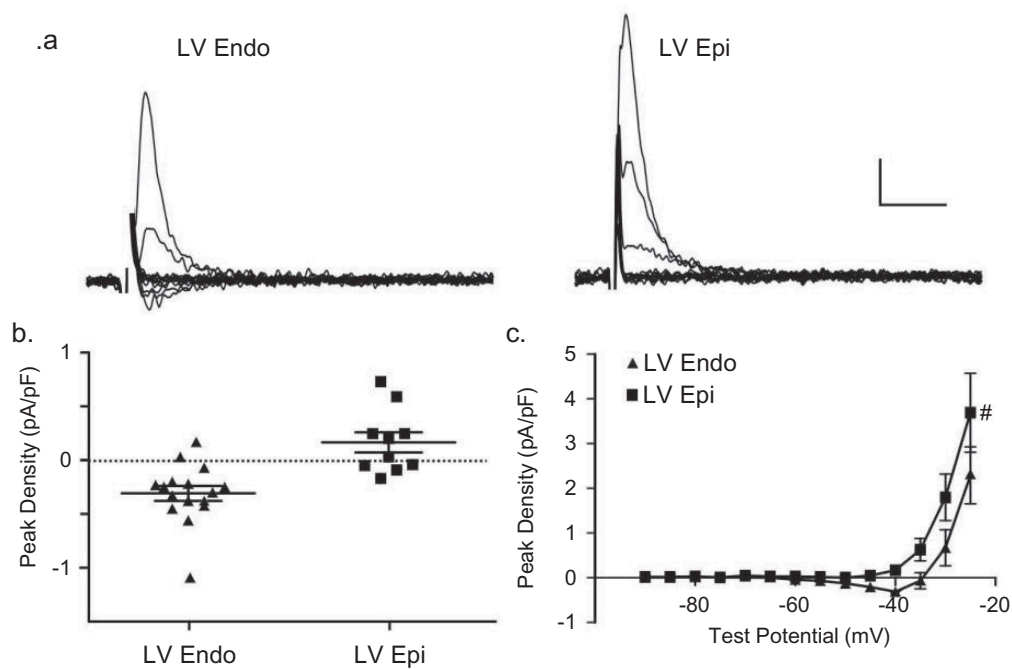 .a
LV Endo
LV Epi
b.
Peak Density (pA/pF)
1
0
-1
LV Endo
LV Epi
c.
LV Endo
LV Epi
Peak Density (pA/pF)
5
4
3
2
1
0
-1
#
-80
-60
-40
-20
Test Potential (mV)